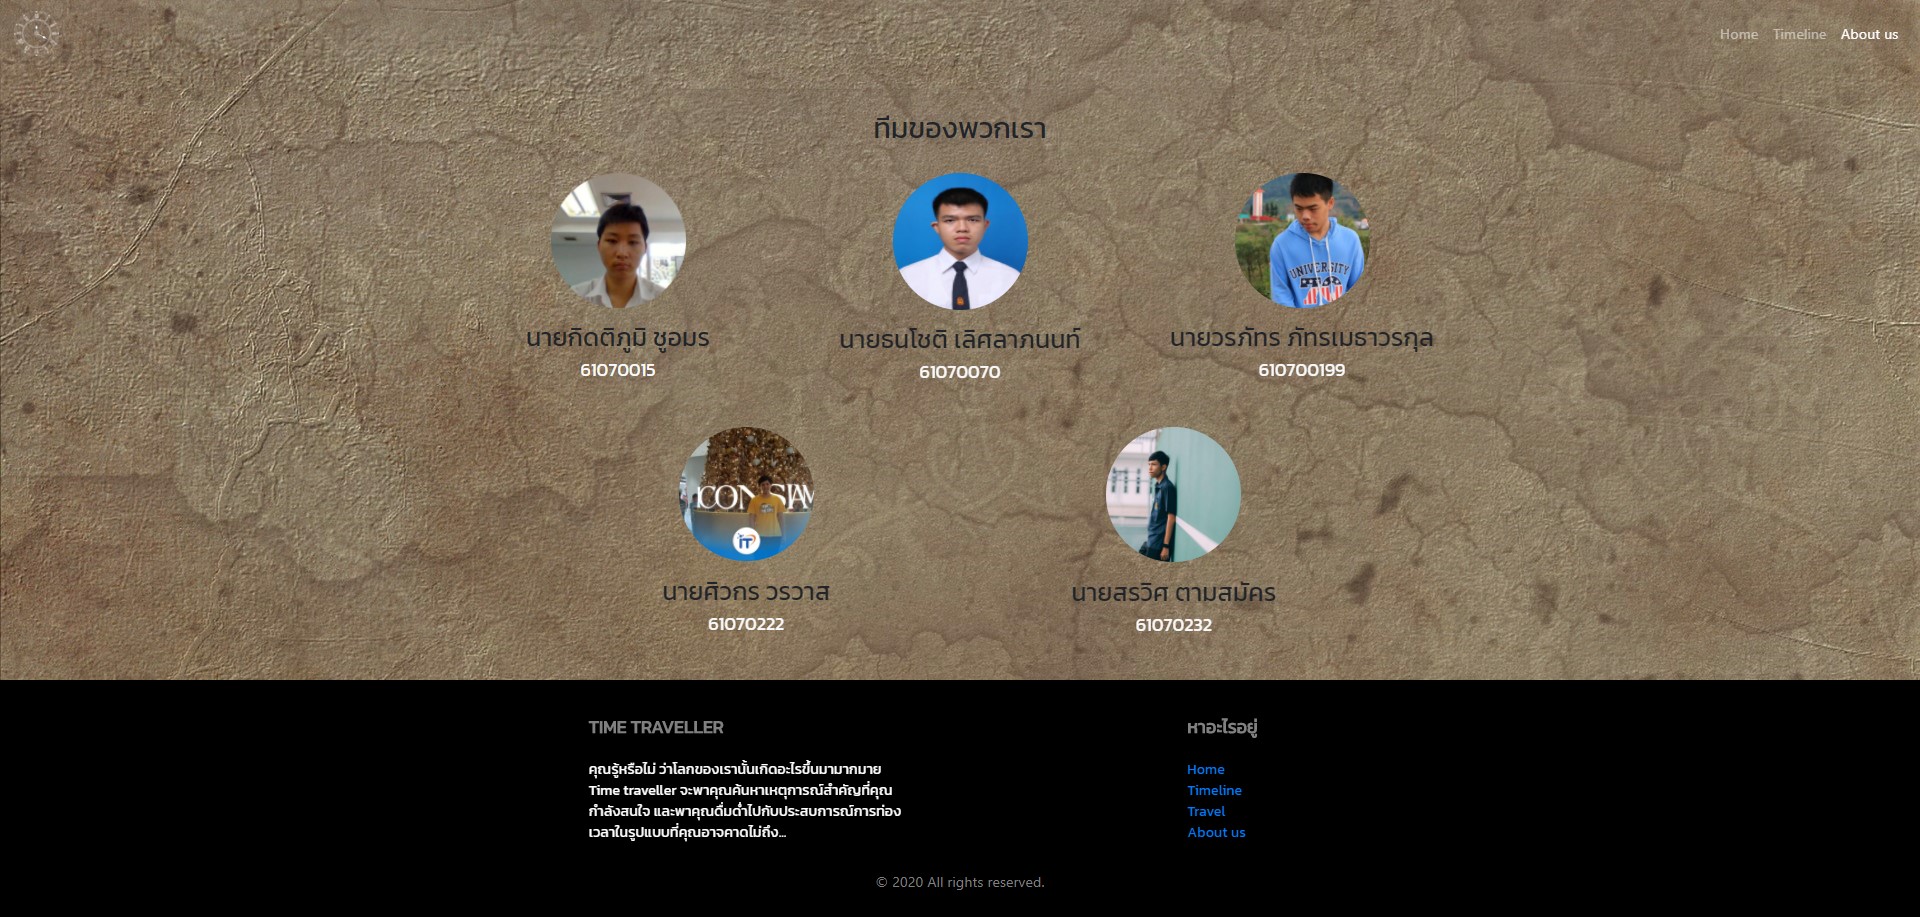 Home Timeline About us
ทีมของพวกเรา
นายกิดติภูมิ ชูอมร
61070015
นายธนโชติ เลิศลาภนนท์
61070070
นายวรภัทร ภัทรเมธาวรกุล
610700199
UNIVERSITY
ICONSIAM
iT
นายศิวกร วรวาส
61070222
นายสรวิศ ตามสมัคร
61070232
TIME TRAVELLER
คุณรู้หรือไม่ ว่าโลกของเรานั้นเกิดอะไรขึ้นมามากมาย
Time traveller จะพาคุณค้นหาเหตุการณ์สำคัญที่คุณ
กำลังสนใจ และพาคุณดื่มด่ำไปกับประสบการณ์การท่อง
เวลาในรูปแบบที่คุณอาจคาดไม่ถึง...
หาอะไรอยู่
Home
Timeline
Travel
About us
© 2020 All rights reserved.